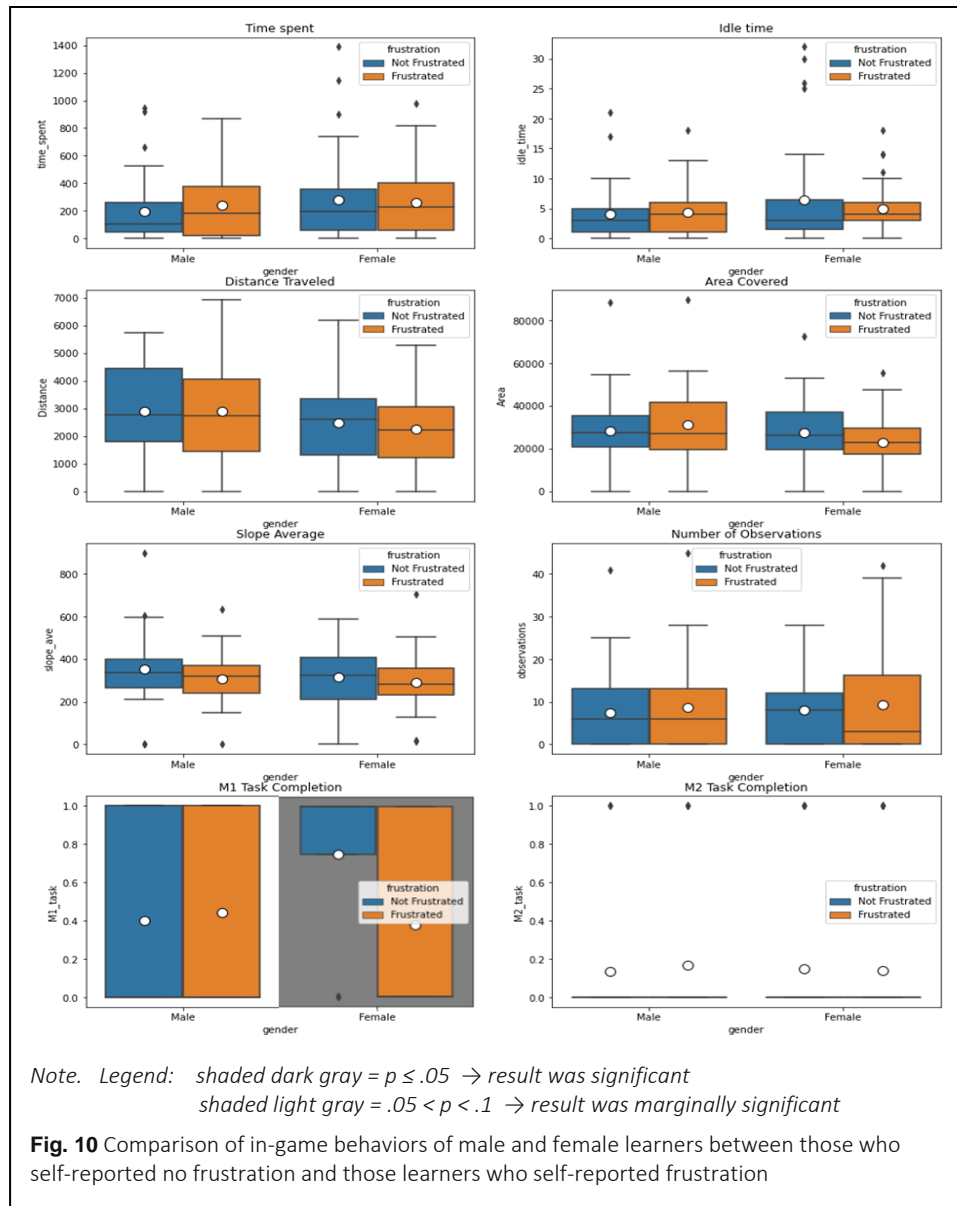 Time spent
1400
1200
1000
800
600
400
200
0
time_spent
frustration
Not Frustrated
Frustrated
Male
Female
gender
Idle time
30
25
20
15
10
5
0
idle_time
frustration
Not Frustrated
Frustrated
Male
Female
gender
Distance Traveled
7000
6000
5000
4000
3000
2000
1000
0
Distance
frustration
Not Frustrated
Frustrated
Male
Female
gender
Area Covered
80000
60000
40000
20000
0
Area
frustration
Not Frustrated
Frustrated
Male
Female
gender
Slope Average
800
600
400
200
0
slope_ave
frustration
Not Frustrated
Frustrated
Male
Female
gender
Number of Observations
40
30
20
10
0
observations
frustration
Not Frustrated
Frustrated
Male
Female
gender
M1 Task Completion
1.0
0.8
0.6
0.4
0.2
0.0
M1_task
frustration
Not Frustrated
Frustrated
Male
Female
gender
M2 Task Completion
1.0
0.8
0.6
0.4
0.2
0.0
M2_task
frustration
Not Frustrated
Frustrated
Male
Female
gender
Note. Legend: shaded dark gray = p ≤ .05 → result was significant
shaded light gray = .05 < p < .1 → result was marginally significant
Fig. 10 Comparison of in-game behaviors of male and female learners between those who
self-reported no frustration and those learners who self-reported frustration